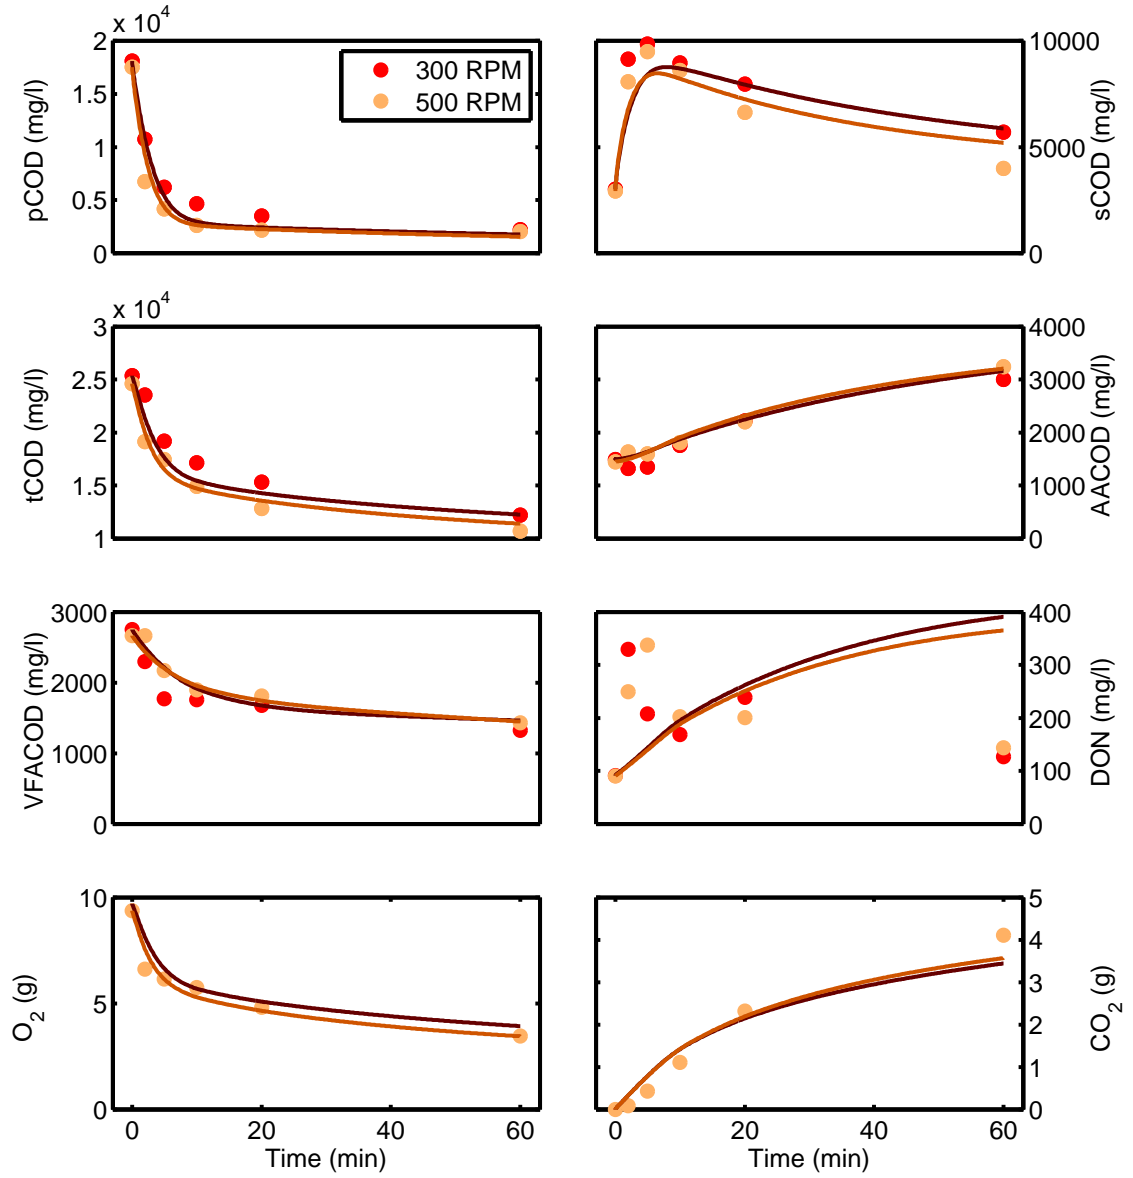 x 10^4
pCOD (mg/l)
2
1.5
1
0.5
0
300 RPM
500 RPM
10000
5000
0
sCOD (mg/l)
x 10^4
tCOD (mg/l)
3
2.5
2
1.5
1
4000
3000
2000
1000
0
AACOD (mg/l)
VFACOD (mg/l)
3000
2000
1000
0
400
300
200
100
0
DON (mg/l)
O_2 (g)
10
5
0
5
4
3
2
1
0
CO_2 (g)
0 20 40 60
0 20 40 60
Time (min)
Time (min)